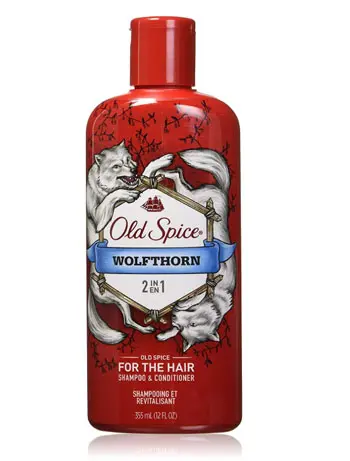 Old Spice®
WOLFTHORN
2 IN EN 1
OLD SPICE
FOR THE HAIR
SHAMPOO & CONDITIONER
SHAMPOOING ET
REVITALISANT
355 mL (12 FL OZ)